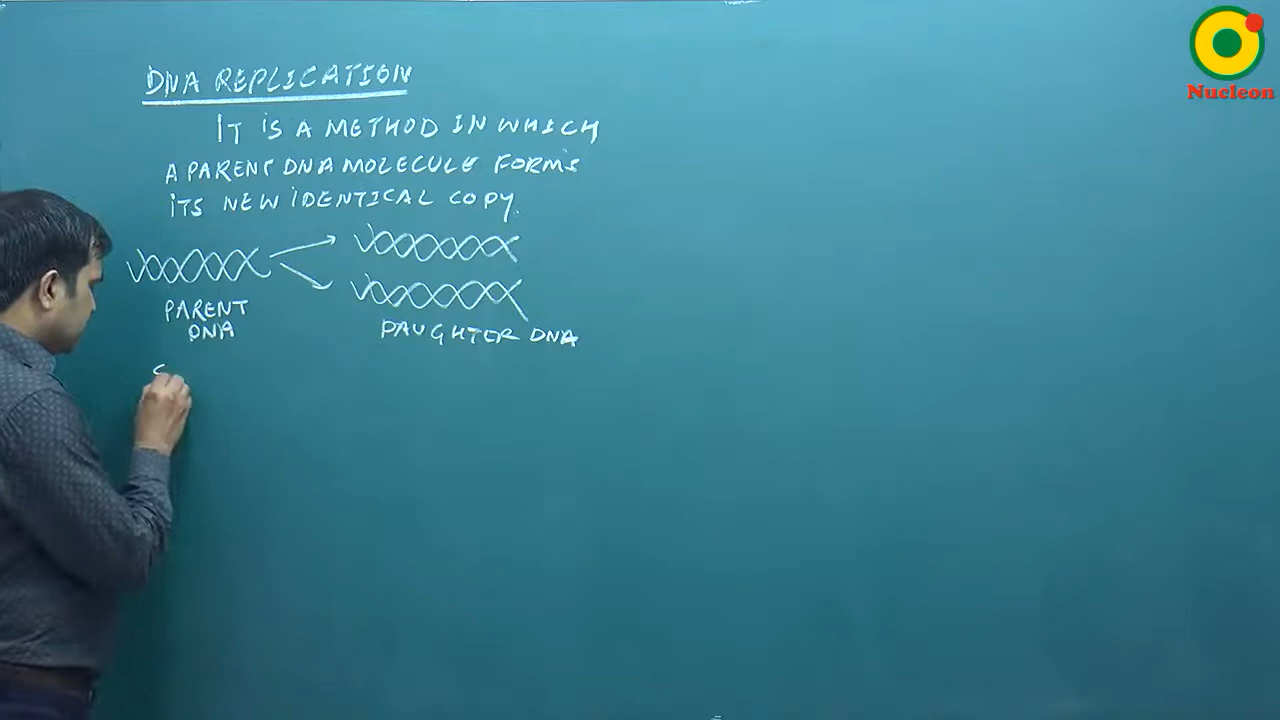 DNA REPLICATION
IT IS A METHOD IN WHICH
A PARENT DNA MOLECULE FORMS
ITS NEW IDENTICAL COPY.
PARENT
DNA
DAUGHTER DNA
Nucleon